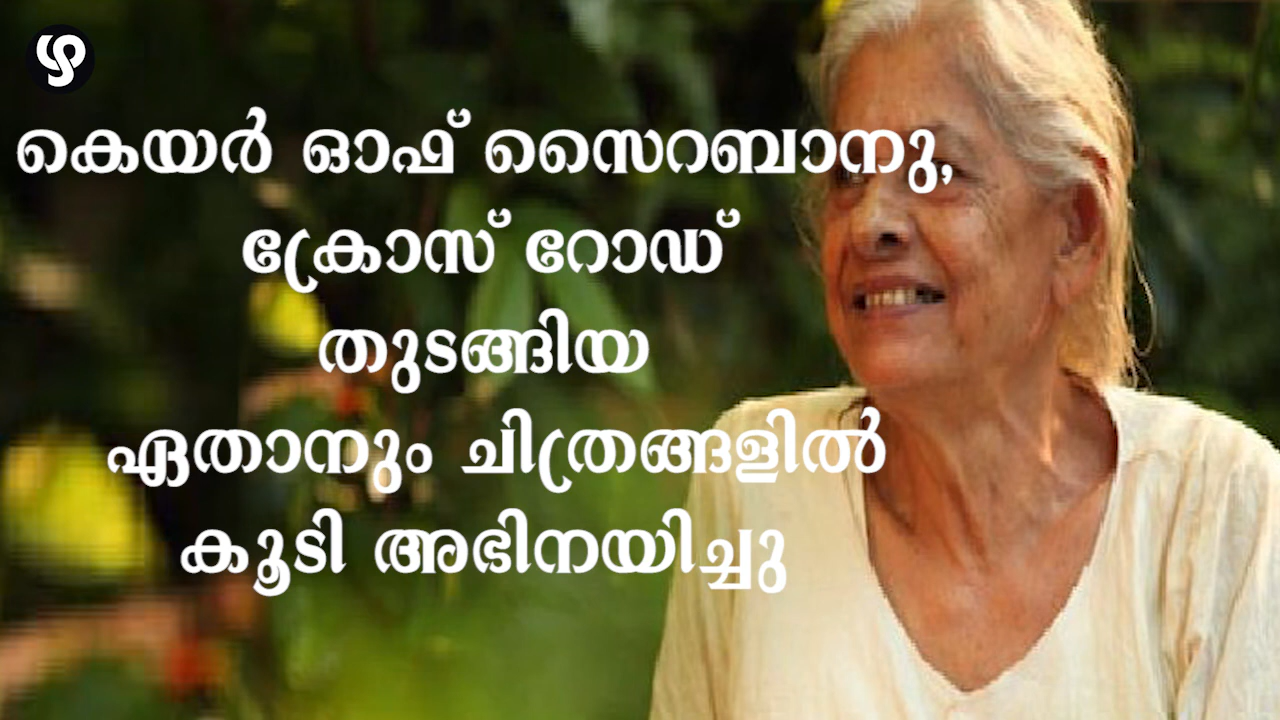 കെയർ ഓഫ് സൈറബാനു,
ക്രോസ് റോഡ്
തുടങ്ങിയ
ഏതാനും ചിത്രങ്ങളിൽ
കൂടി അഭിനയിച്ചു